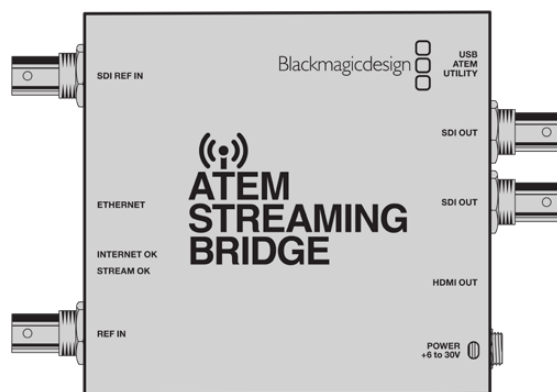 SDI REF IN
Blackmagicdesign
USB
ATEM
UTILITY
SDI OUT
ETHERNET
ATEM
STREAMING
BRIDGE
SDI OUT
INTERNET OK
STREAM OK
HDMI OUT
REF IN
POWER
+6 to 30V